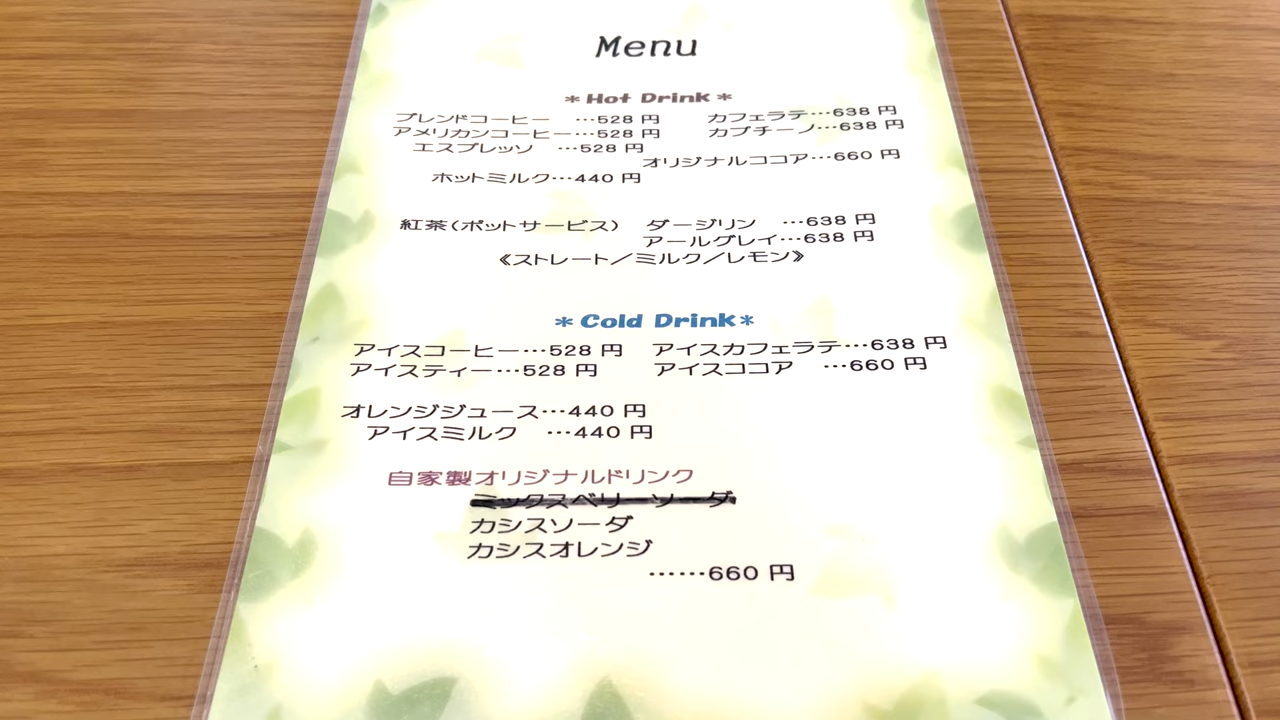 Menu
＊Hot Drink＊
ブレンドコーヒー …528 円 カフェラテ…638 円
アメリカンコーヒー…528 円 カプチーノ…638 円
エスプレッソ …528 円
オリジナルココア…660 円
ホットミルク…440 円
紅茶(ポットサービス) ダージリン …638 円
アールグレイ…638 円
《ストレート／ミルク／レモン》
＊Cold Drink＊
アイスコーヒー…528 円 アイスカフェラテ…638 円
アイスティー…528 円 アイスココア …660 円
オレンジジュース…440 円
アイスミルク …440 円
自家製オリジナルドリンク
ミックスベリーソーダ
カシスソーダ
カシスオレンジ
……660 円